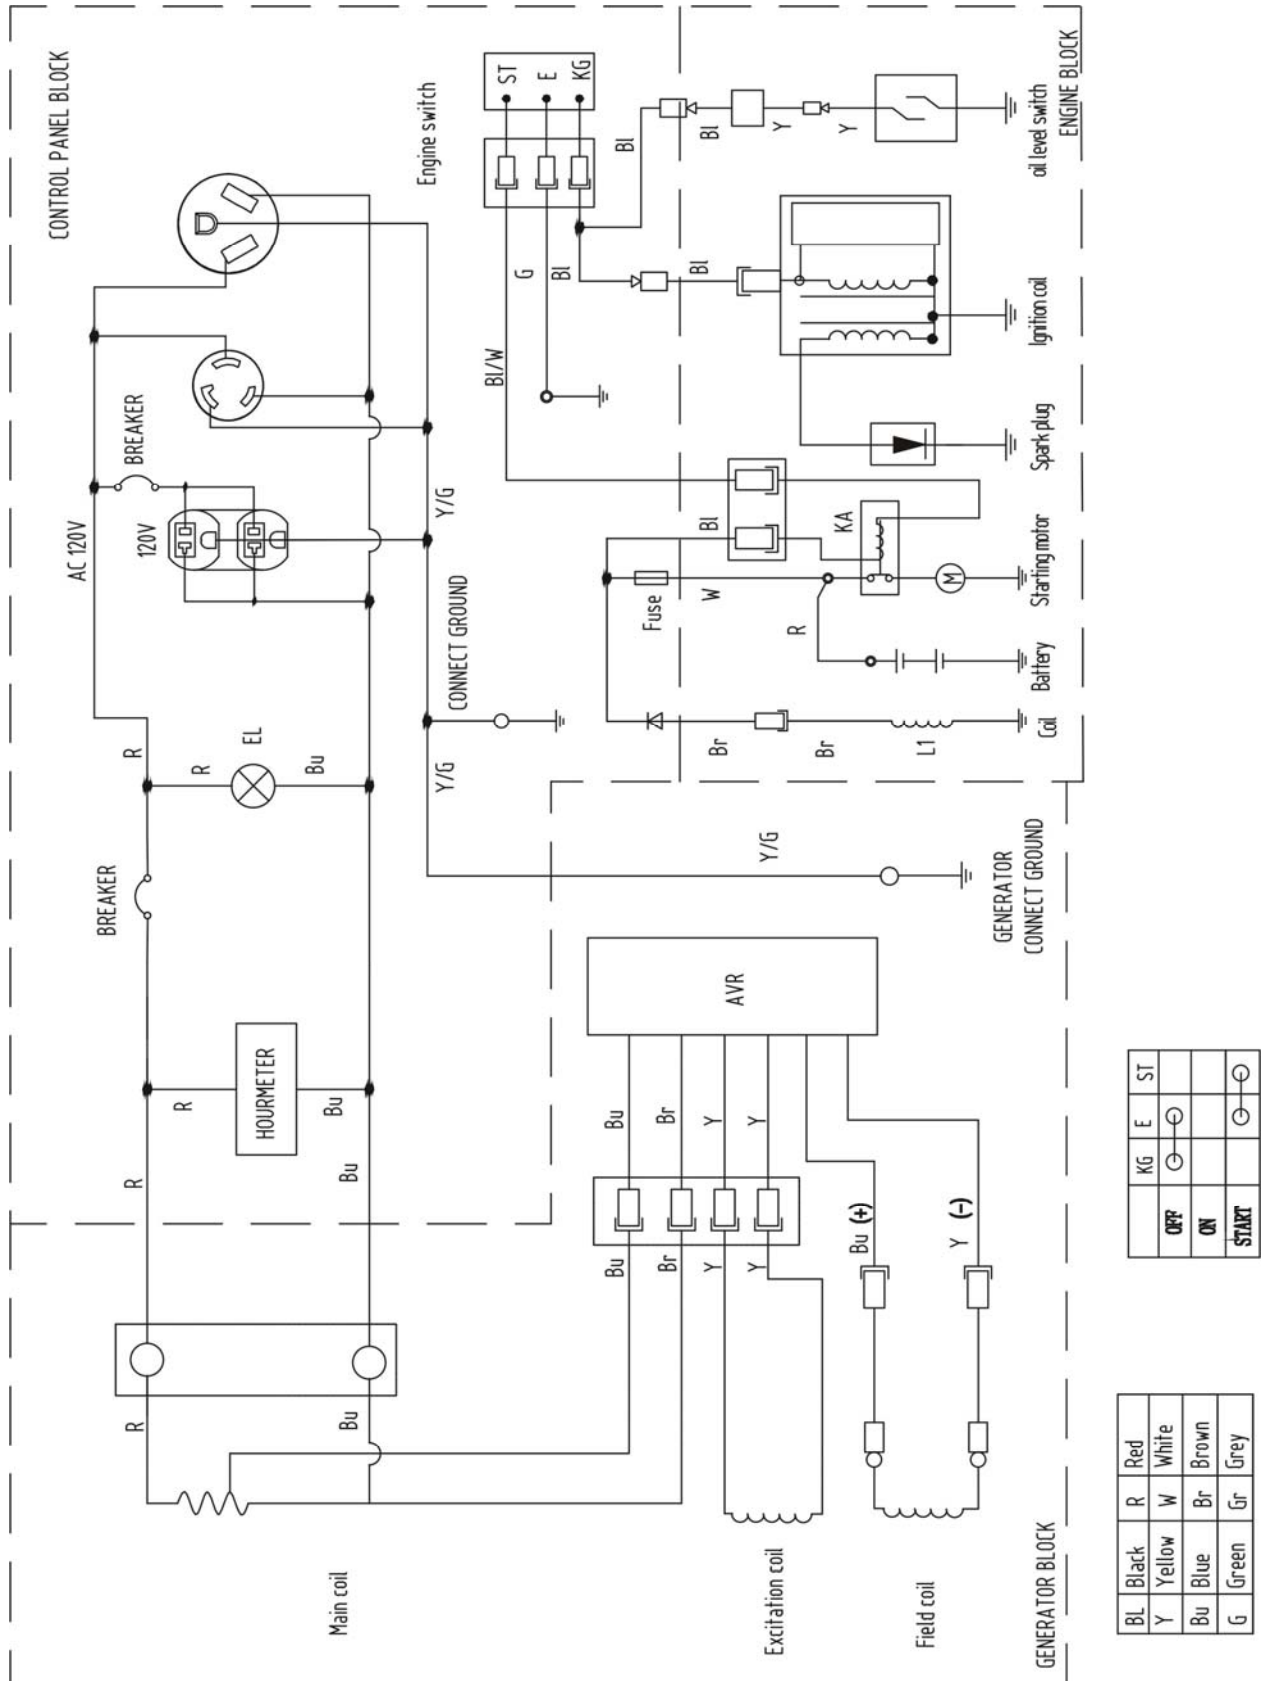 CONTROL PANEL BLOCK
AC 120V
BREAKER
120V
R
BREAKER
R
EL
Bu
Y/G
CONNECT GROUND
Y/G
R
R
HOURMETER
Bu
Bu
R
Bu
Main coil
Engine switch
ST
E
KG
Bl/W
G
Bl
Bl
Bl
Bl
Y
Y
oil level switch
ENGINE BLOCK
Ignition coil
Spark plug
Bl
KA
M
Starting motor
Fuse
W
R
Battery
Br
Br
L1
Coil
Y/G
GENERATOR
CONNECT GROUND
AVR
Bu
Br
Y
Y
Bu
Br
Y
Y
Bu (+)
Y (-)
Excitation coil
Field coil
GENERATOR BLOCK
BL Black R Red
Y Yellow W White
Bu Blue Br Brown
G Green Gr Grey
KG E ST
OFF
ON
START